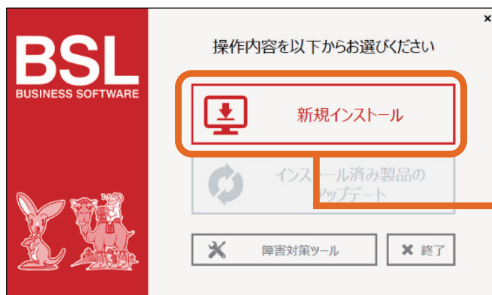 BSL
BUSINESS SOFTWARE
操作内容を以下からお選びください
新規インストール
インストール済み製品の
アップデート
障害対策ツール
終了